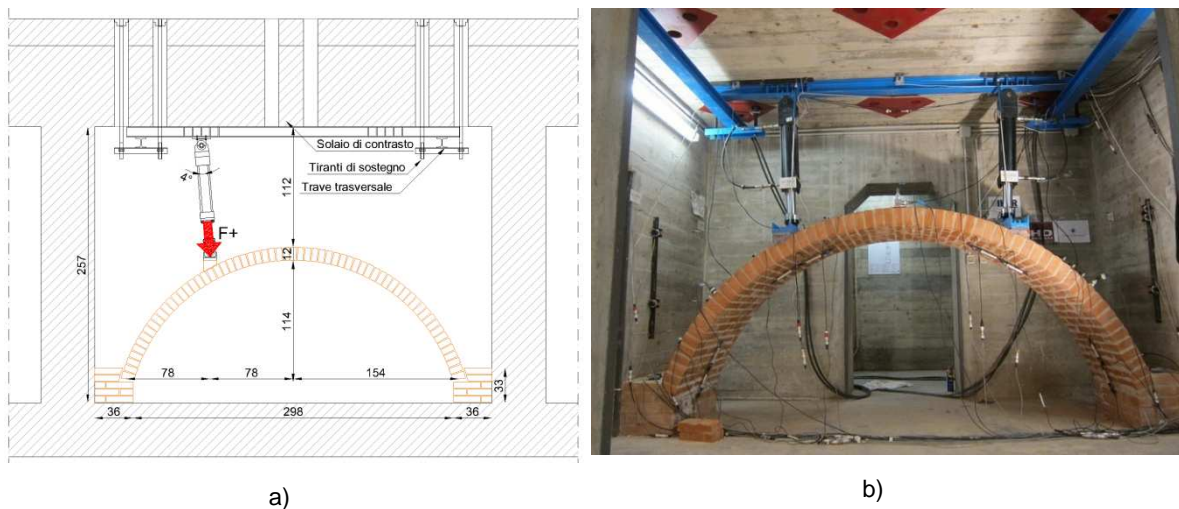 Solaio di contrasto
Tiranti di sostegno
Trave trasversale
112
4°
F+
12
257
114
78
78
154
33
36
298
36
a)
b)